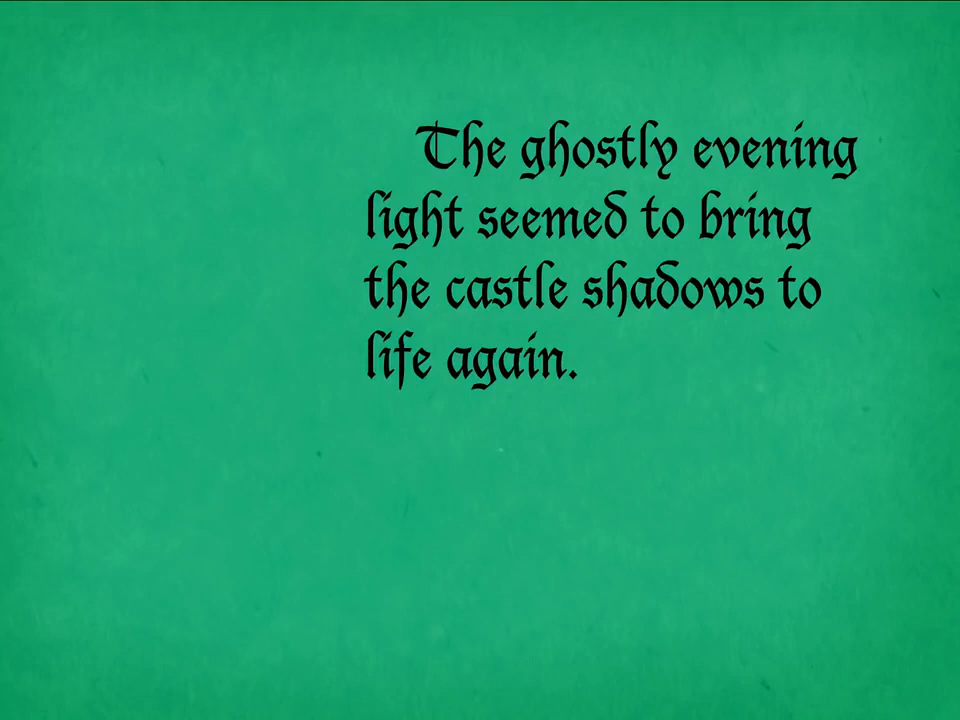 The ghostly evening
light seemed to bring
the castle shadows to
life again.